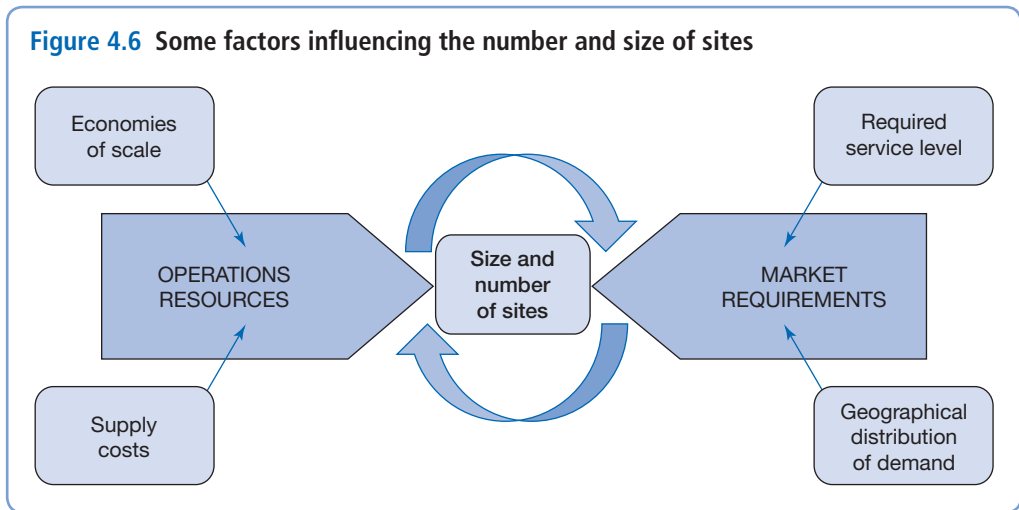 Figure 4.6 Some factors influencing the number and size of sites
Economies
of scale
Required
service level
OPERATIONS
RESOURCES
Size and
number
of sites
MARKET
REQUIREMENTS
Supply
costs
Geographical
distribution
of demand